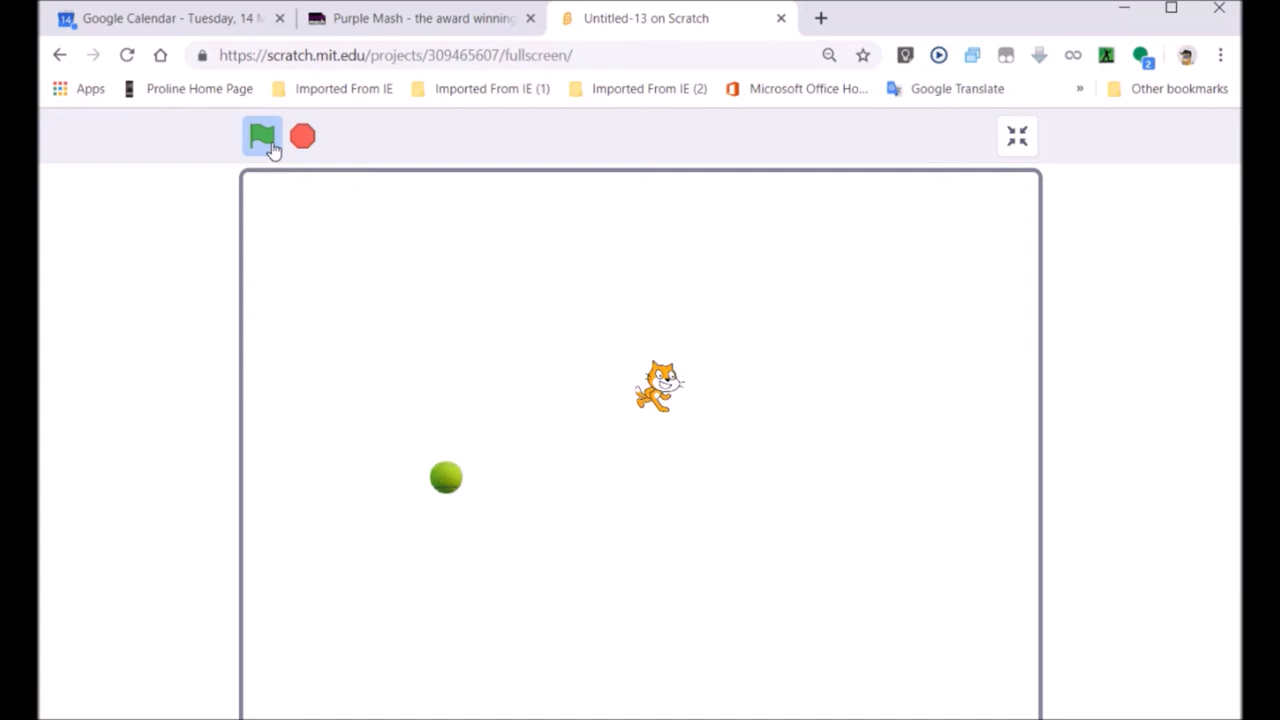 14 Google Calendar - Tuesday, 14 M
Purple Mash - the award winning
Untitled-13 on Scratch
https://scratch.mit.edu/projects/309465607/fullscreen/
2
Apps Proline Home Page Imported From IE Imported From IE (1) Imported From IE (2) Microsoft Office Ho... Google Translate » Other bookmarks